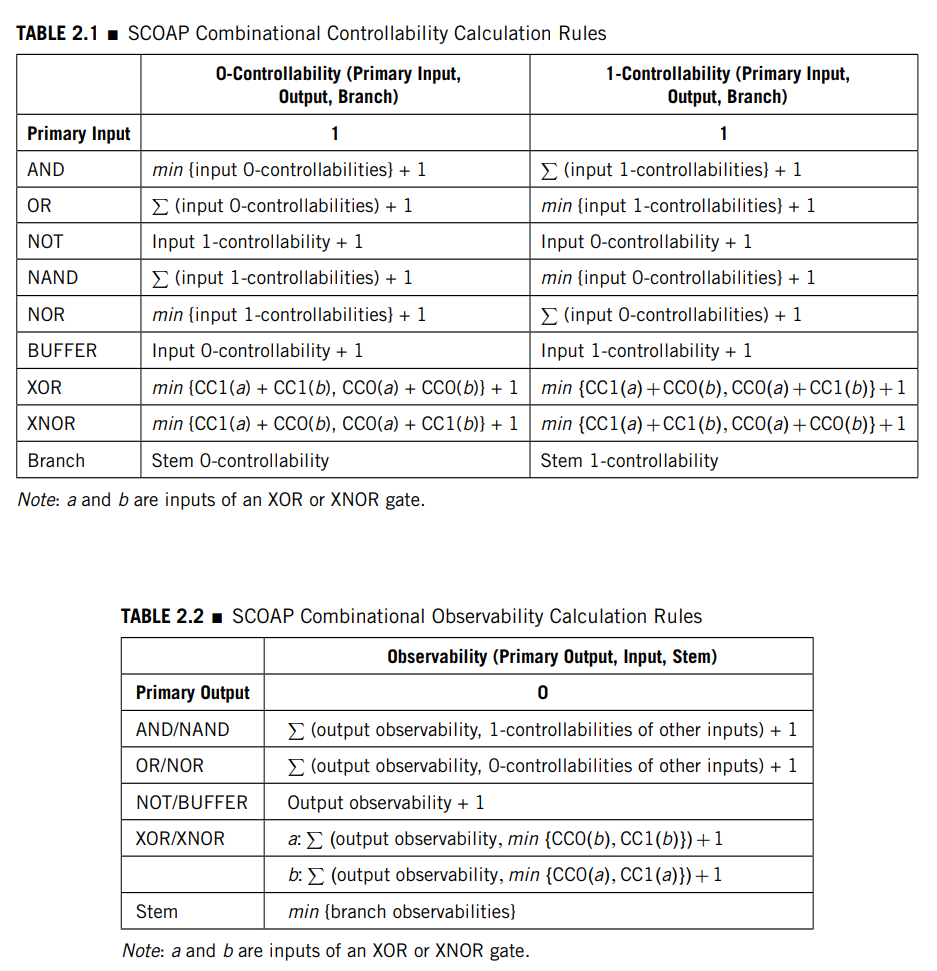 TABLE 2.1 ■ SCOAP Combinational Controllability Calculation Rules
0-Controllability (Primary Input, Output, Branch) 1-Controllability (Primary Input, Output, Branch)
Primary Input 1 1
AND min {input 0-controllabilities} + 1 ∑ (input 1-controllabilities} + 1
OR ∑ (input 0-controllabilities) + 1 min {input 1-controllabilities} + 1
NOT Input 1-controllability + 1 Input 0-controllability + 1
NAND ∑ (input 1-controllabilities) + 1 min {input 0-controllabilities} + 1
NOR min {input 1-controllabilities} + 1 ∑ (input 0-controllabilities) + 1
BUFFER Input 0-controllability + 1 Input 1-controllability + 1
XOR min {CC1(a) + CC1(b), CC0(a) + CC0(b)} + 1 min {CC1(a) + CC0(b), CC0(a) + CC1(b)} + 1
XNOR min {CC1(a) + CC0(b), CC0(a) + CC1(b)} + 1 min {CC1(a) + CC1(b), CC0(a) + CC0(b)} + 1
Branch Stem 0-controllability Stem 1-controllability
Note: a and b are inputs of an XOR or XNOR gate.
TABLE 2.2 ■ SCOAP Combinational Observability Calculation Rules
Observability (Primary Output, Input, Stem)
Primary Output 0
AND/NAND ∑ (output observability, 1-controllabilities of other inputs) + 1
OR/NOR ∑ (output observability, 0-controllabilities of other inputs) + 1
NOT/BUFFER Output observability + 1
XOR/XNOR a: ∑ (output observability, min {CC0(b), CC1(b)}) + 1
b: ∑ (output observability, min {CC0(a), CC1(a)}) + 1
Stem min {branch observabilities}
Note: a and b are inputs of an XOR or XNOR gate.